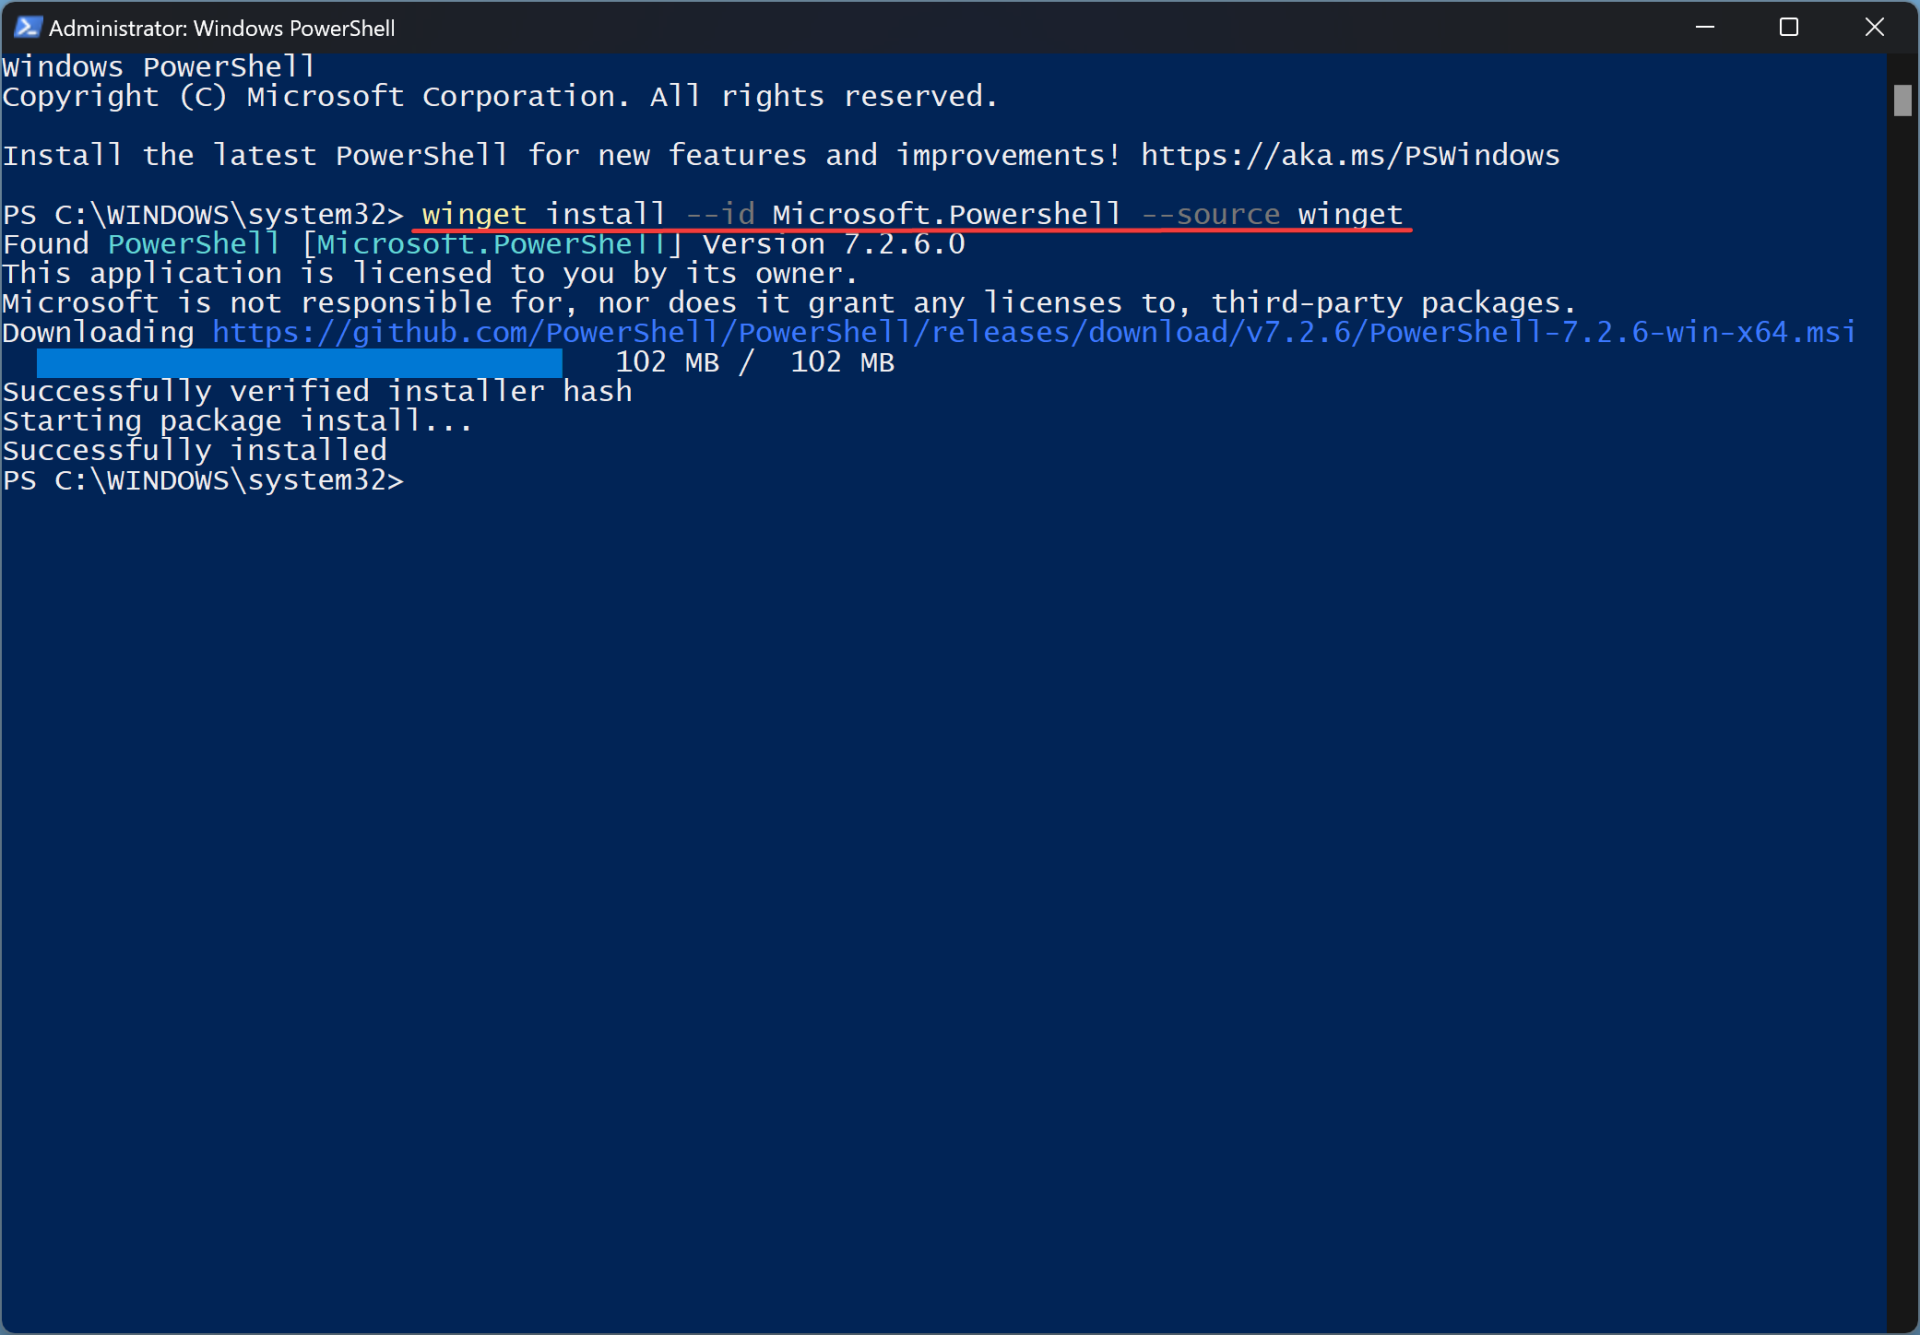 Administrator: Windows PowerShell
Windows PowerShell
Copyright (C) Microsoft Corporation. All rights reserved.
Install the latest PowerShell for new features and improvements! https://aka.ms/PSWindows
PS C:\WINDOWS\system32> winget install --id Microsoft.Powershell --source winget
Found PowerShell [Microsoft.PowerShell] Version 7.2.6.0
This application is licensed to you by its owner.
Microsoft is not responsible for, nor does it grant any licenses to, third-party packages.
Downloading https://github.com/PowerShell/PowerShell/releases/download/v7.2.6/PowerShell-7.2.6-win-x64.msi
102 MB / 102 MB
Successfully verified installer hash
Starting package install...
Successfully installed
PS C:\WINDOWS\system32>